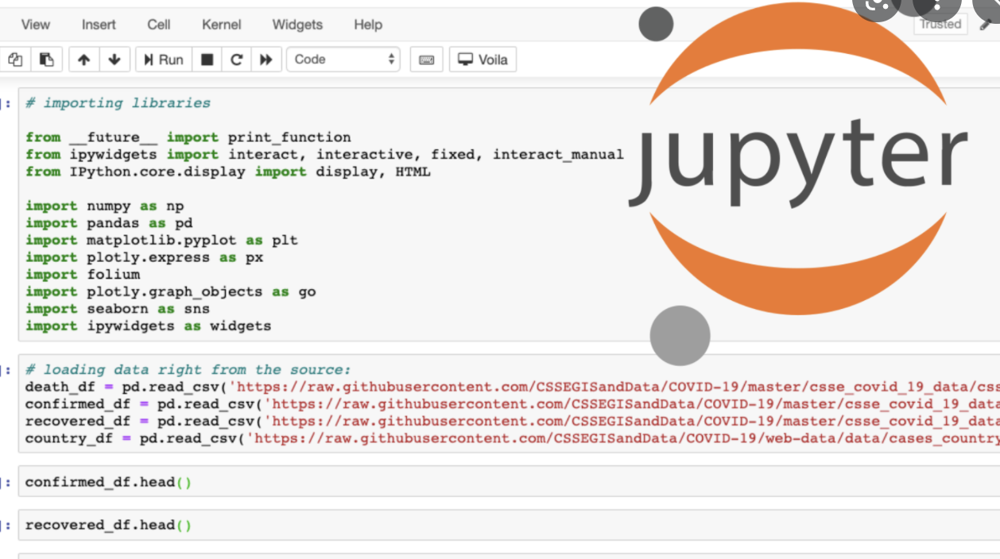 View Insert Cell Kernel Widgets Help
Trusted
Run Code Voila
jupyter
]: # importing libraries
from __future__ import print_function
from ipywidgets import interact, interactive, fixed, interact_manual
from IPython.core.display import display, HTML
import numpy as np
import pandas as pd
import matplotlib.pyplot as plt
import plotly.express as px
import folium
import plotly.graph_objects as go
import seaborn as sns
import ipywidgets as widgets
]: # loading data right from the source:
death_df = pd.read_csv('https://raw.githubusercontent.com/CSSEGISandData/COVID-19/master/csse_covid_19_data/css
confirmed_df = pd.read_csv('https://raw.githubusercontent.com/CSSEGISandData/COVID-19/master/csse_covid_19_data
recovered_df = pd.read_csv('https://raw.githubusercontent.com/CSSEGISandData/COVID-19/master/csse_covid_19_data
country_df = pd.read_csv('https://raw.githubusercontent.com/CSSEGISandData/COVID-19/web-data/data/cases_country
]: confirmed_df.head()
]: recovered_df.head()